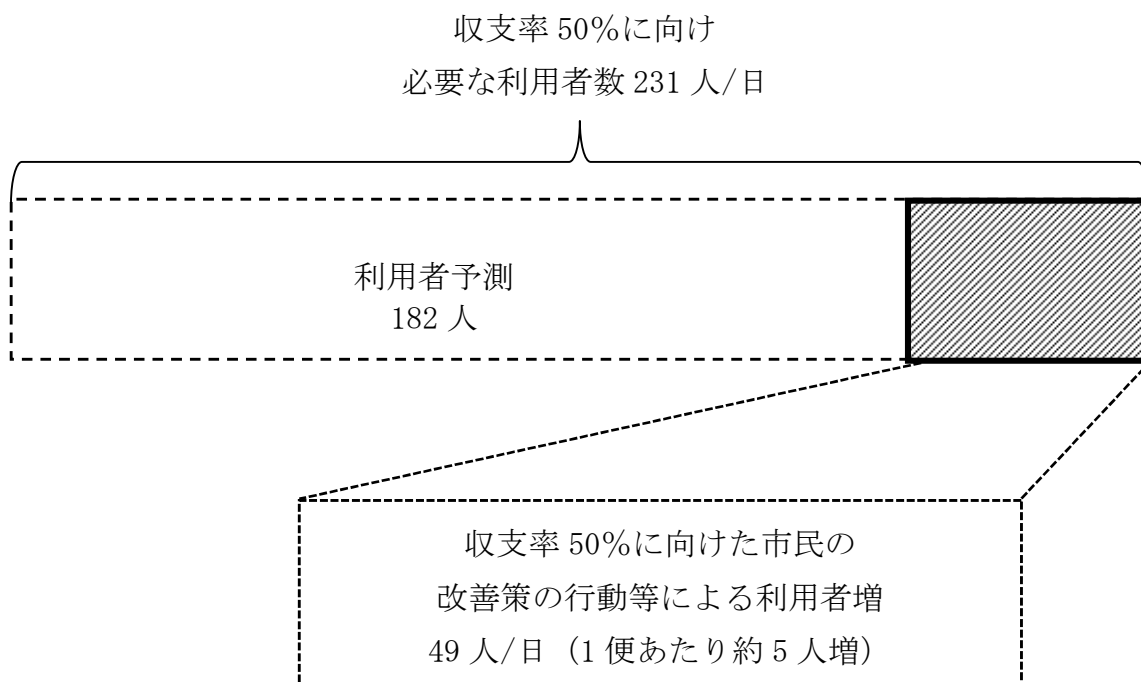 収支率 50%に向け
必要な利用者数 231 人/日
利用者予測
182 人
収支率 50%に向けた市民の
改善策の行動等による利用者増
49 人/日（1 便あたり約 5 人増）